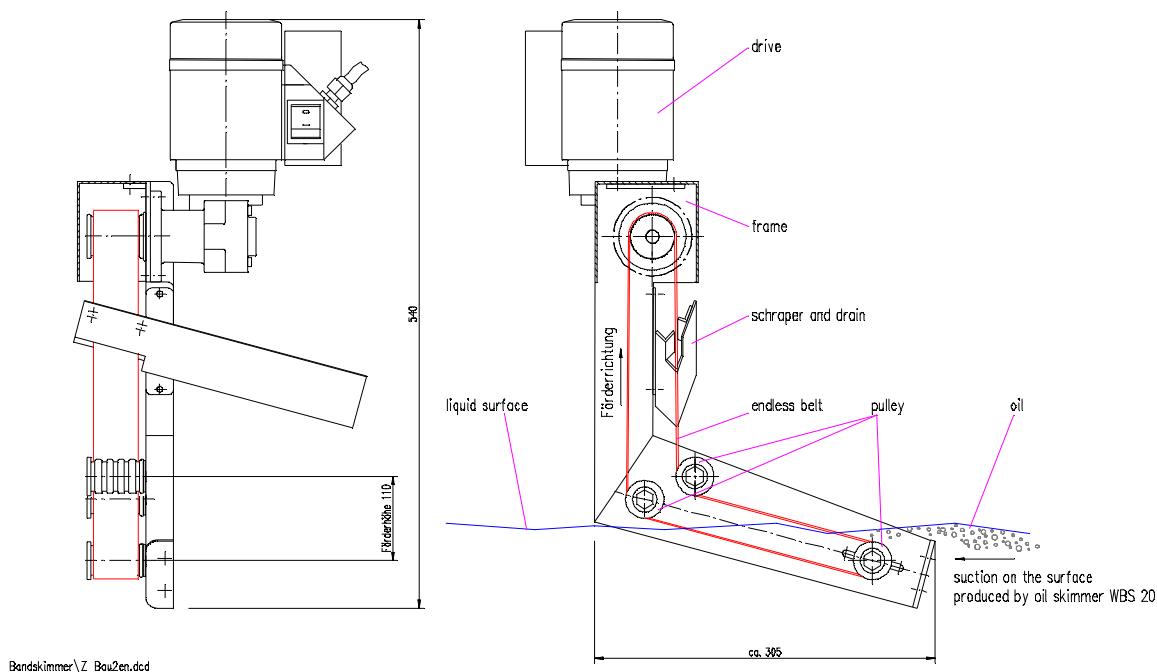 drive
frame
540
schraper and drain
Förderrichtung
liquid surface
endless belt
pulley
oil
Förderhöhe 110
suction on the surface
produced by oil skimmer WBS 20
ca. 305
Bandskimmer\Z_Bau2en.dcd